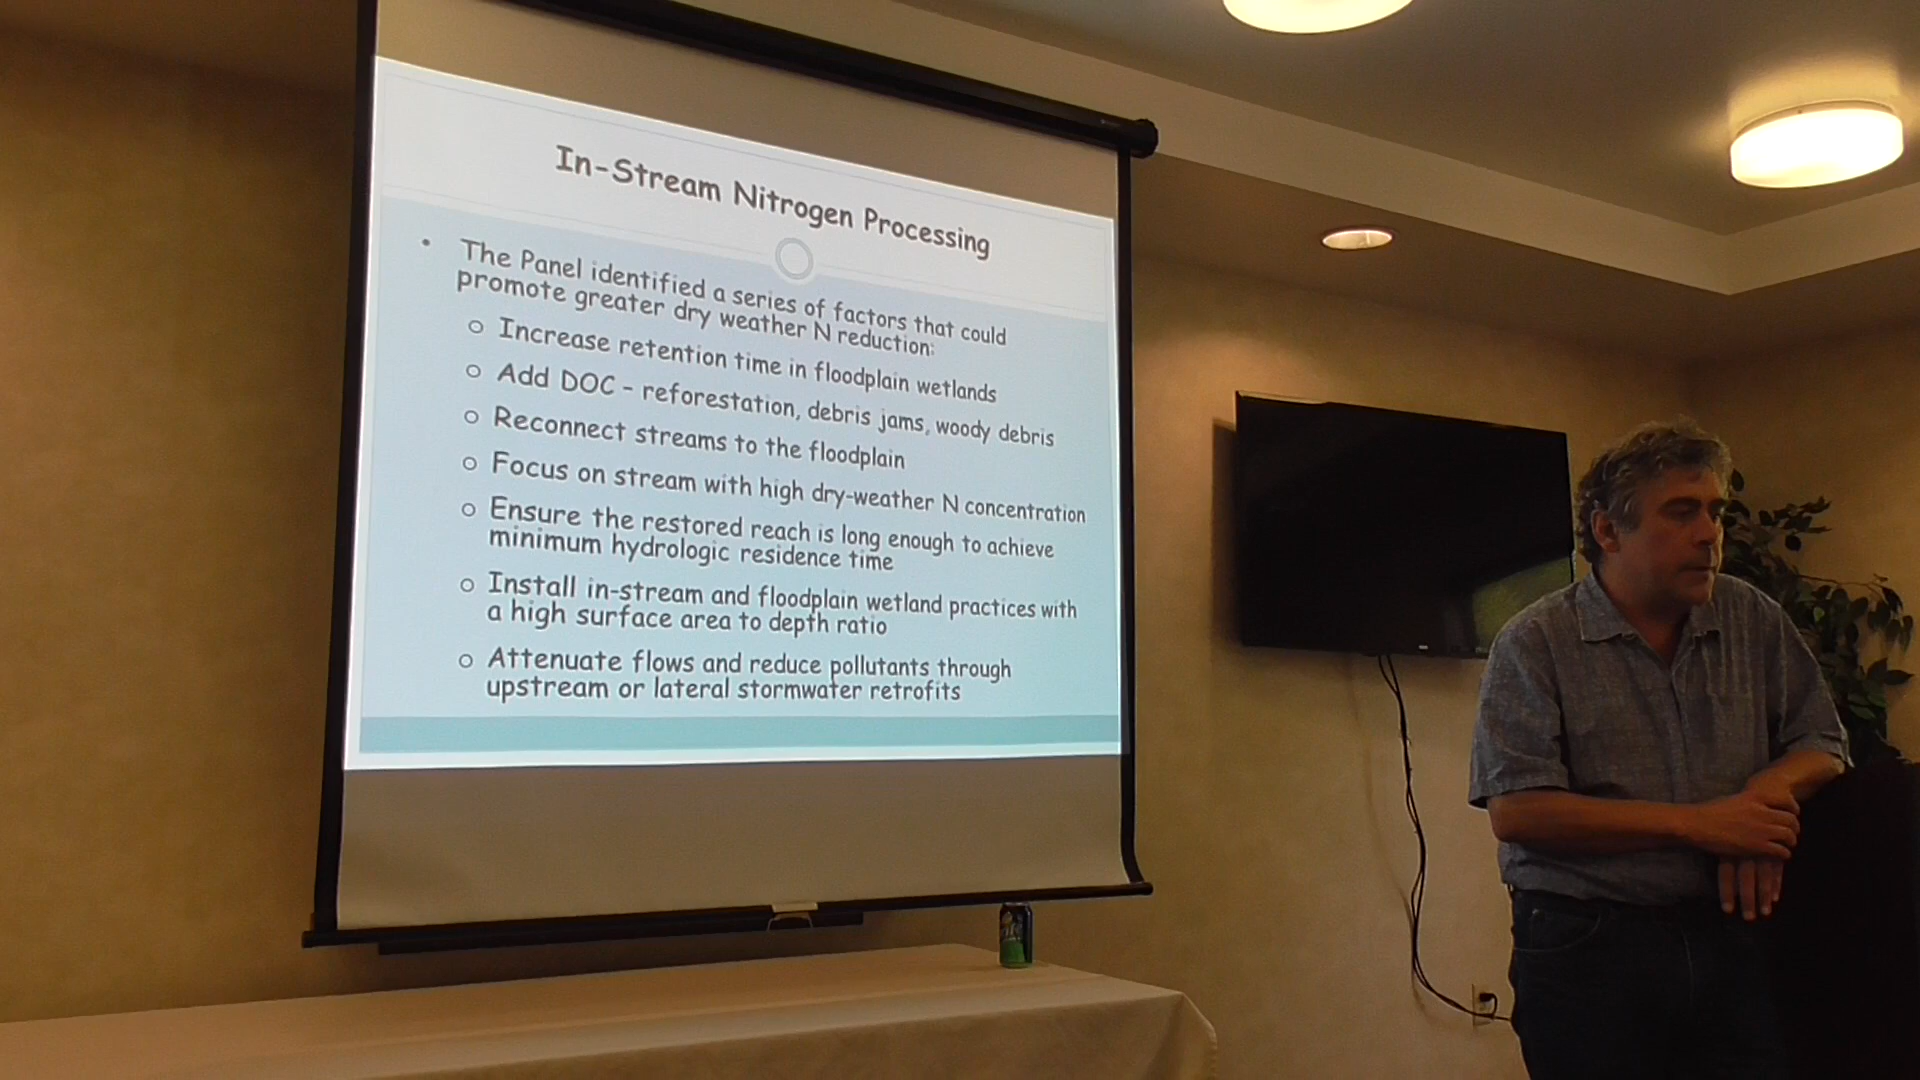 In-Stream Nitrogen Processing
• The Panel identified a series of factors that could
promote greater dry weather N reduction:
o Increase retention time in floodplain wetlands
o Add DOC – reforestation, debris jams, woody debris
o Reconnect streams to the floodplain
o Focus on stream with high dry-weather N concentration
o Ensure the restored reach is long enough to achieve
minimum hydrologic residence time
o Install in-stream and floodplain wetland practices with
a high surface area to depth ratio
o Attenuate flows and reduce pollutants through
upstream or lateral stormwater retrofits